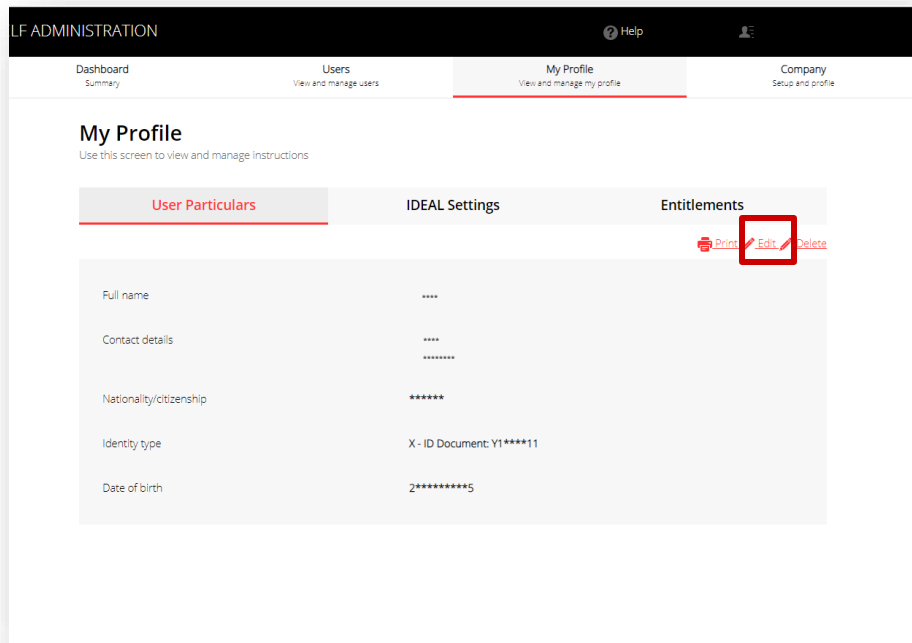 LF ADMINISTRATION
Help
Dashboard
Summary
Users
View and manage users
My Profile
View and manage my profile
Company
Setup and profile
My Profile
Use this screen to view and manage instructions
User Particulars
IDEAL Settings
Entitlements
Print Edit Delete
Full name ****
Contact details ****
********
Nationality/citizenship ******
Identity type X - ID Document: Y1****11
Date of birth 2*********5